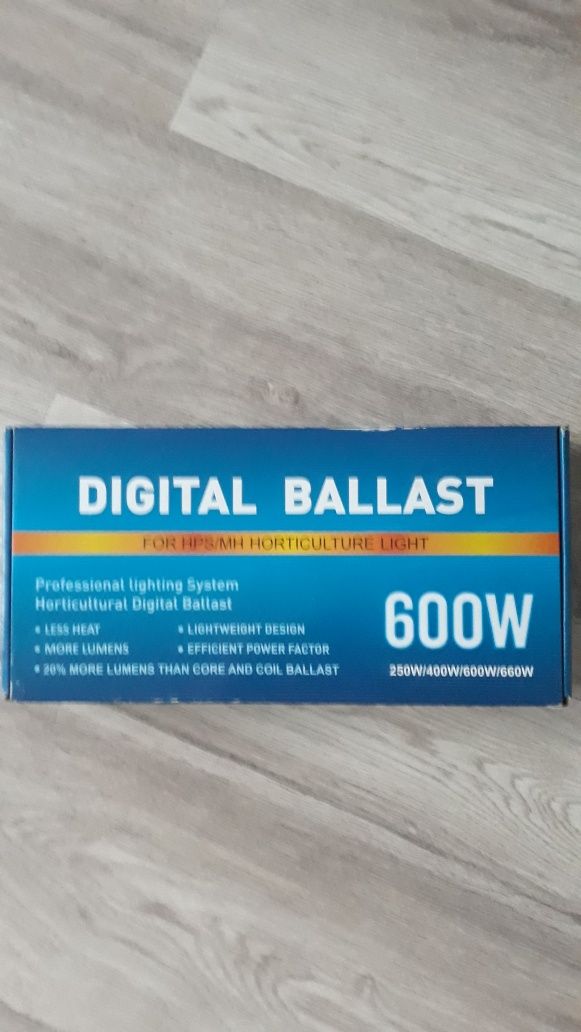 DIGITAL BALLAST
FOR HPS/MH HORTICULTURE LIGHT
Professional lighting System
Horticultural Digital Ballast
• LESS HEAT
• LIGHTWEIGHT DESIGN
• MORE LUMENS
• EFFICIENT POWER FACTOR
• 20% MORE LUMENS THAN CORE AND COIL BALLAST
600W
250W/400W/600W/660W